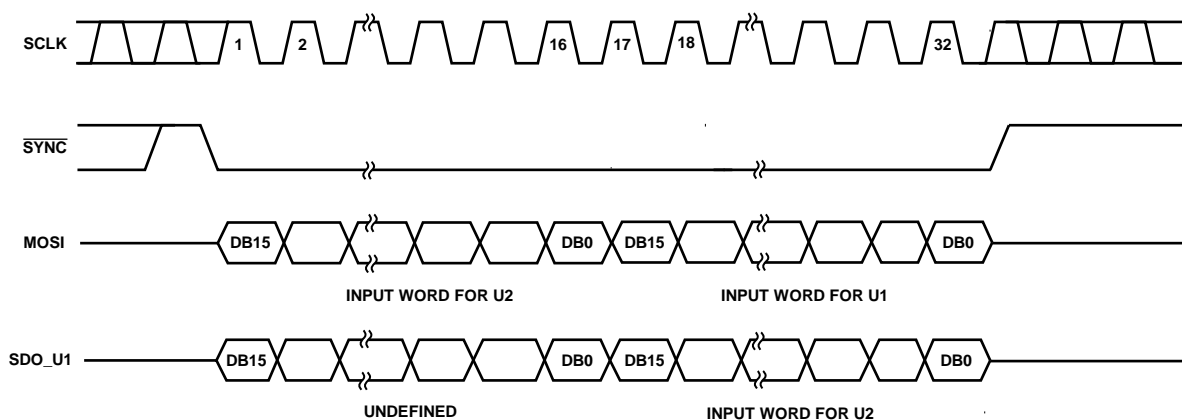 SCLK 1 2 16 17 18 32
SYNC
MOSI DB15 DB0 DB15 DB0
INPUT WORD FOR U2 INPUT WORD FOR U1
SDO_U1 DB15 DB0 DB15 DB0
UNDEFINED INPUT WORD FOR U2